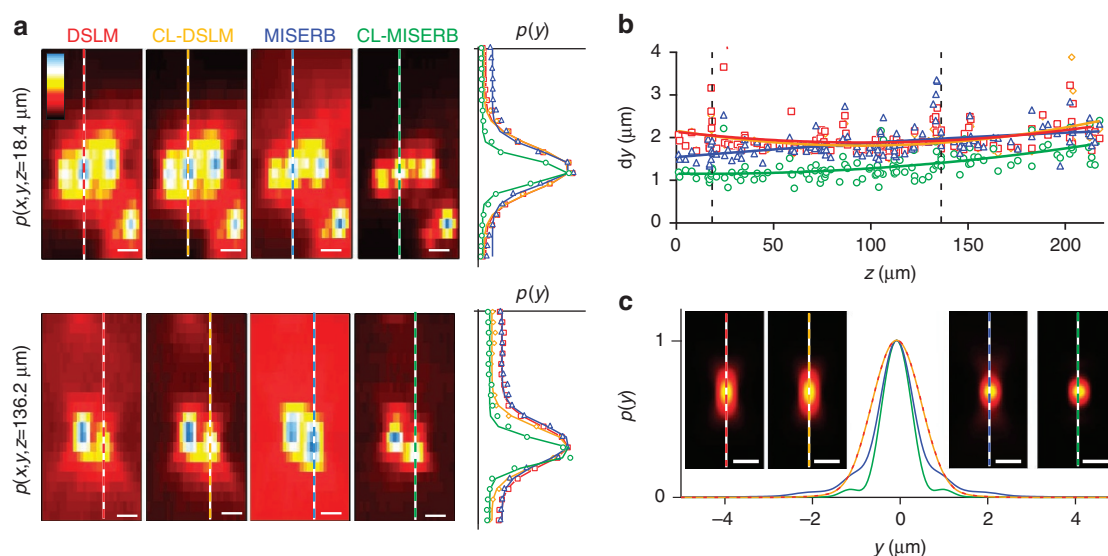 a
DSLM CL-DSLM MISERB CL-MISERB p(y)
p(x,y,z=18.4 μm)
p(y)
p(x,y,z=136.2 μm)
b
4
3
2
1
0
dy (μm)
0 50 100 150 200
z (μm)
c
1
0
p(y)
−4 −2 0 2 4
y (μm)